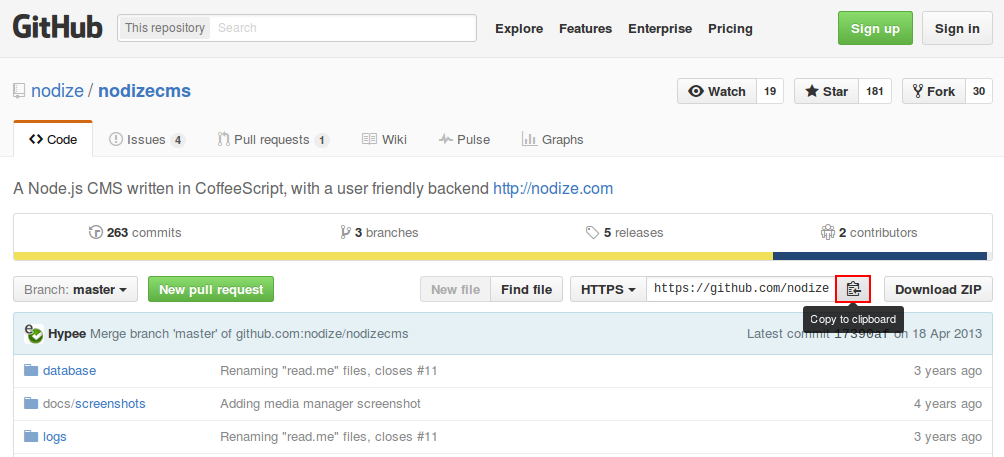 GitHub This repository Search Explore Features Enterprise Pricing Sign up Sign in
nodize / nodizecms Watch 19 Star 181 Fork 30
Code Issues 4 Pull requests 1 Wiki Pulse Graphs
A Node.js CMS written in CoffeeScript, with a user friendly backend http://nodize.com
263 commits 3 branches 5 releases 2 contributors
Branch: master New pull request New file Find file HTTPS https://github.com/nodize Download ZIP
Copy to clipboard
Hypee Merge branch 'master' of github.com:nodize/nodizecms Latest commit 17390af on 18 Apr 2013
database Renaming "read.me" files, closes #11 3 years ago
docs/screenshots Adding media manager screenshot 4 years ago
logs Renaming "read.me" files, closes #11 3 years ago